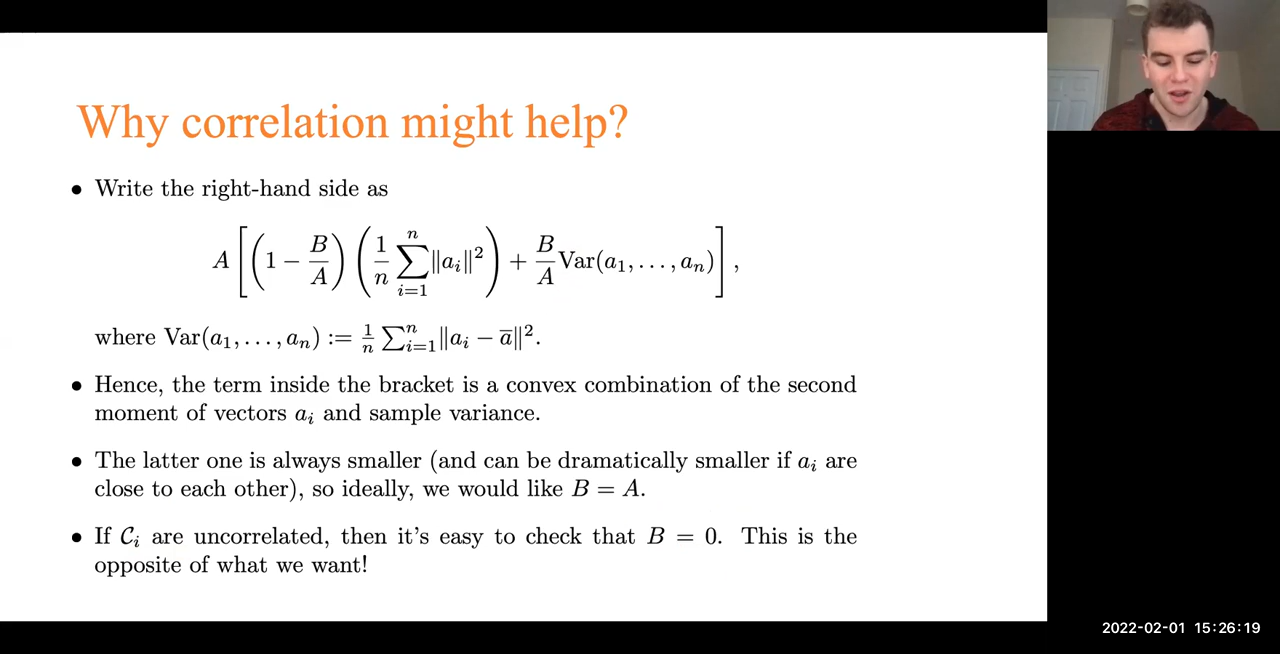 Why correlation might help?
• Write the right-hand side as
A[(1 − B/A)(1/n ∑_{i=1}^{n} ‖a_i‖²) + B/A Var(a_1, …, a_n)],
where Var(a_1, …, a_n) := 1/n ∑_{i=1}^{n} ‖a_i − a̅‖².
• Hence, the term inside the bracket is a convex combination of the second
moment of vectors a_i and sample variance.
• The latter one is always smaller (and can be dramatically smaller if a_i are
close to each other), so ideally, we would like B = A.
• If 𝒞_i are uncorrelated, then it's easy to check that B = 0. This is the
opposite of what we want!
2022-02-01 15:26:19